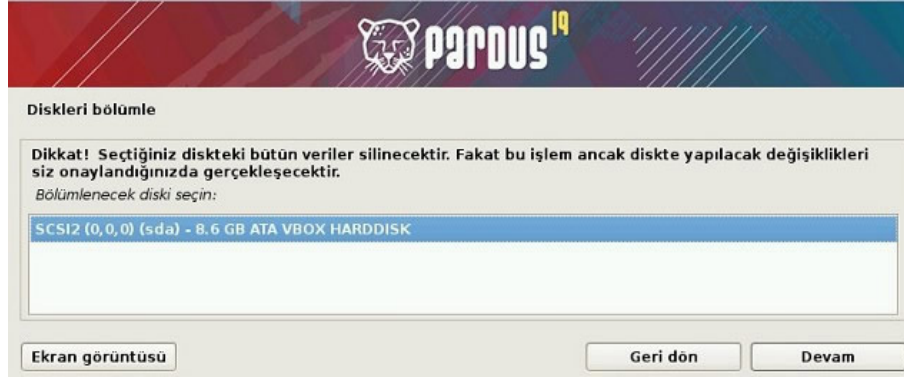 pardus 19
Diskleri bölümle
Dikkat! Seçtiğiniz diskteki bütün veriler silinecektir. Fakat bu işlem ancak diskte yapılacak değişiklikleri
siz onaylandığınızda gerçekleşecektir.
Bölümlenecek diski seçin:
SCSI2 (0,0,0) (sda) - 8.6 GB ATA VBOX HARDDISK
Ekran görüntüsü
Geri dön
Devam